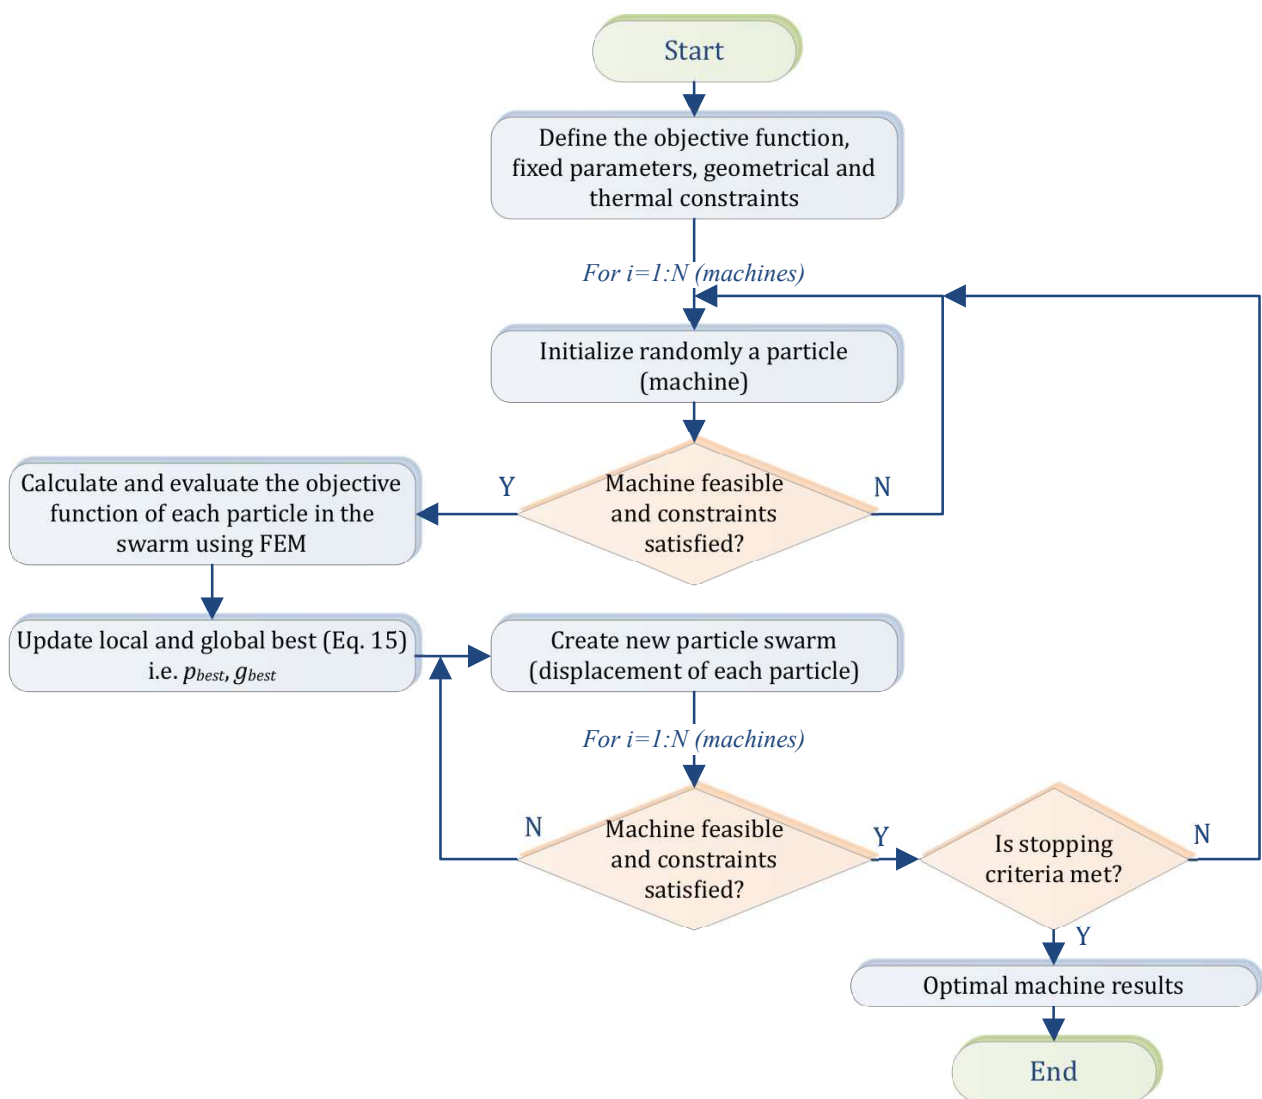 Start
Define the objective function,
fixed parameters, geometrical and
thermal constraints
For i=1:N (machines)
Initialize randomly a particle
(machine)
Machine feasible
and constraints
satisfied?
Y
N
Calculate and evaluate the objective
function of each particle in the
swarm using FEM
Update local and global best (Eq. 15)
i.e. pbest, gbest
Create new particle swarm
(displacement of each particle)
For i=1:N (machines)
Machine feasible
and constraints
satisfied?
N
Y
Is stopping
criteria met?
N
Y
Optimal machine results
End